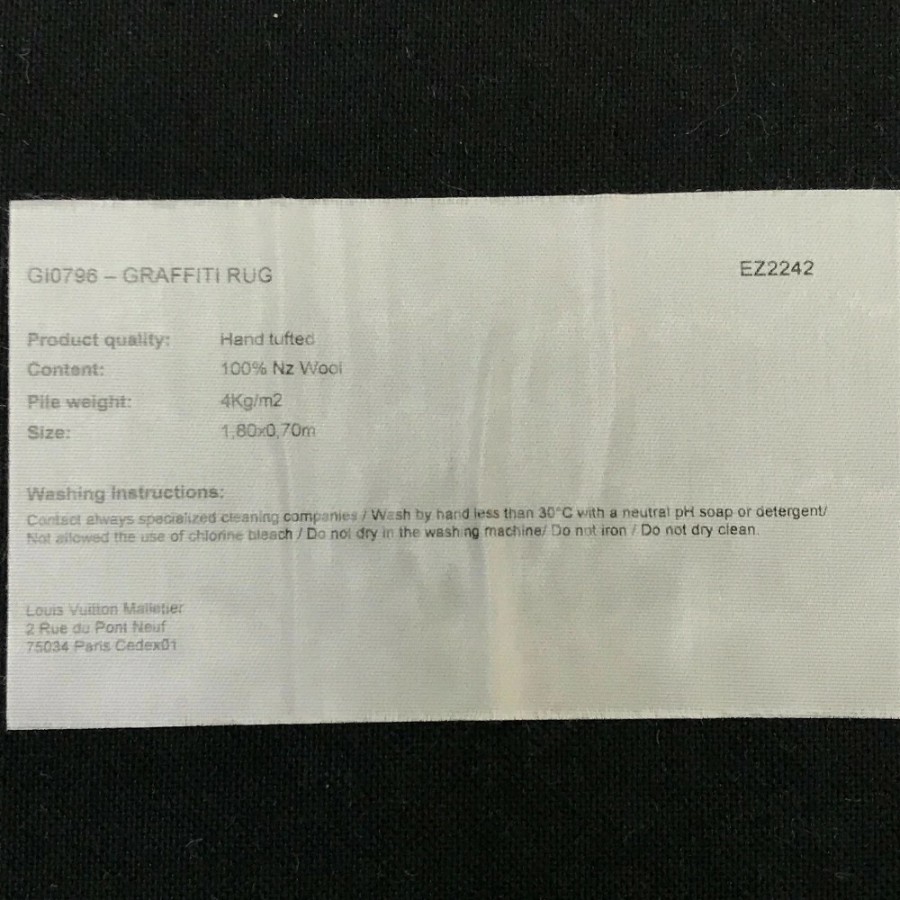 GI0796 – GRAFFITI RUG
EZ2242
Product quality: Hand tufted
Content: 100% Nz Wool
Pile weight: 4Kg/m2
Size: 1,80x0,70m
Washing Instructions:
Contact always specialized cleaning companies / Wash by hand less than 30°C with a neutral pH soap or detergent/
Not allowed the use of chlorine bleach / Do not dry in the washing machine/ Do not iron / Do not dry clean.
Louis Vuitton Malletier
2 Rue du Pont Neuf
75034 Paris Cedex01